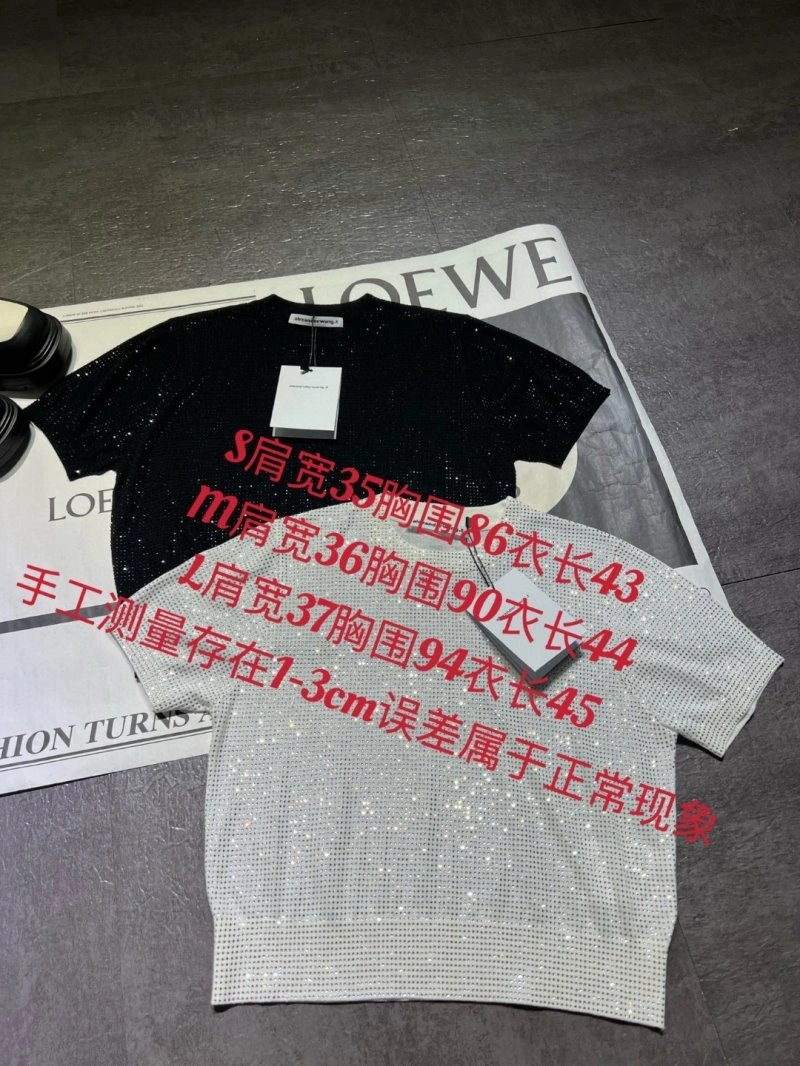 LOEWE
alexanderwang.t
LOE
S肩宽35胸围86衣长43
M肩宽36胸围90衣长44
L肩宽37胸围94衣长45
手工测量存在1-3cm误差属于正常现象
HION TURNS A